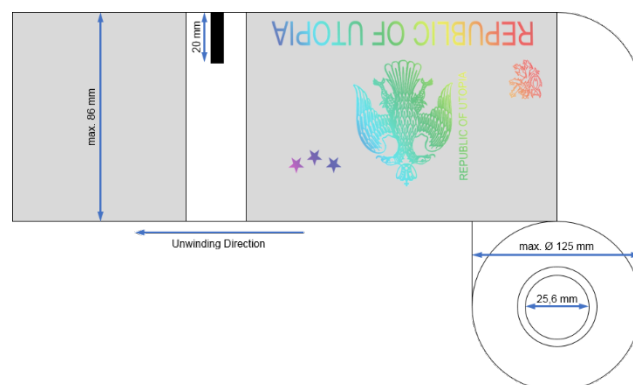 max. 86 mm
20 mm
REPUBLIC OF UTOPIA
REPUBLIC OF UTOPIA
Unwinding Direction
max. Ø 125 mm
25,6 mm